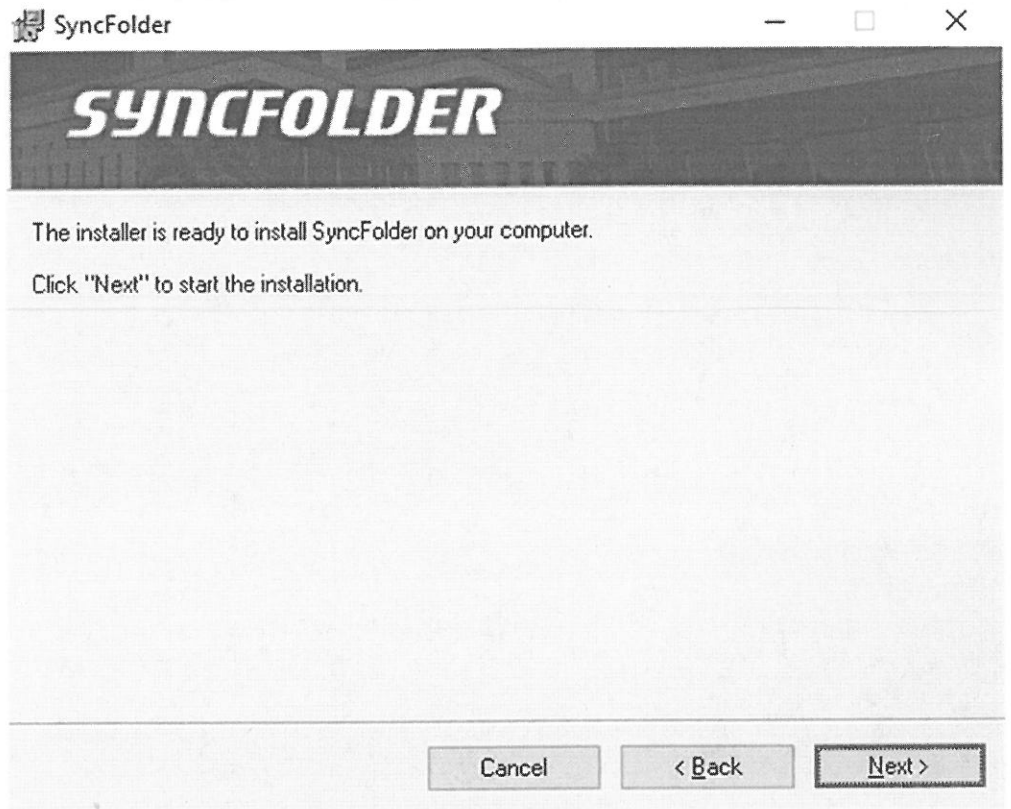 SyncFolder
SYNCFOLDER
The installer is ready to install SyncFolder on your computer.
Click "Next" to start the installation.
Cancel
< Back
Next >